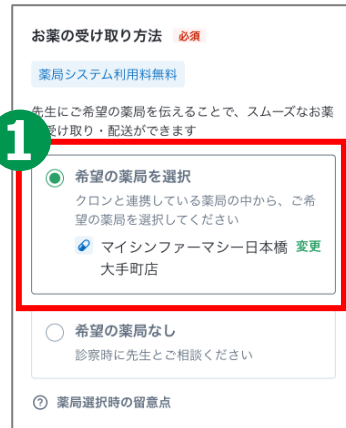 お薬の受け取り方法 必須
薬局システム利用料無料
先生にご希望の薬局を伝えることで、スムーズなお薬
受け取り・配送ができます
1
希望の薬局を選択
クロンと連携している薬局の中から、ご希
望の薬局を選択してください
マイシンファーマシー日本橋 変更
大手町店
希望の薬局なし
診察時に先生とご相談ください
? 薬局選択時の留意点